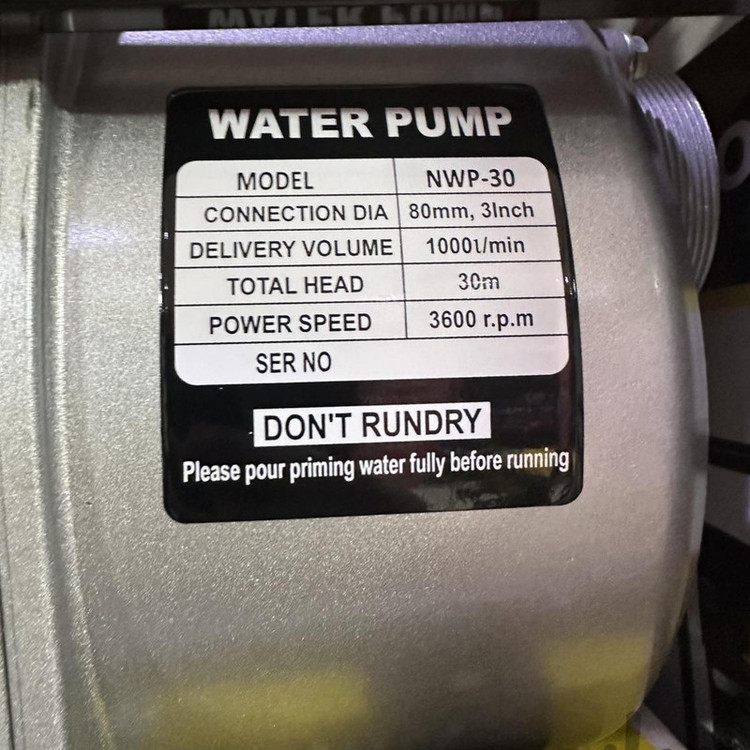 WATER PUMP
MODEL NWP-30
CONNECTION DIA 80mm, 3Inch
DELIVERY VOLUME 1000ι/min
TOTAL HEAD 30m
POWER SPEED 3600 r.p.m
SER NO
DON'T RUNDRY
Please pour priming water fully before running